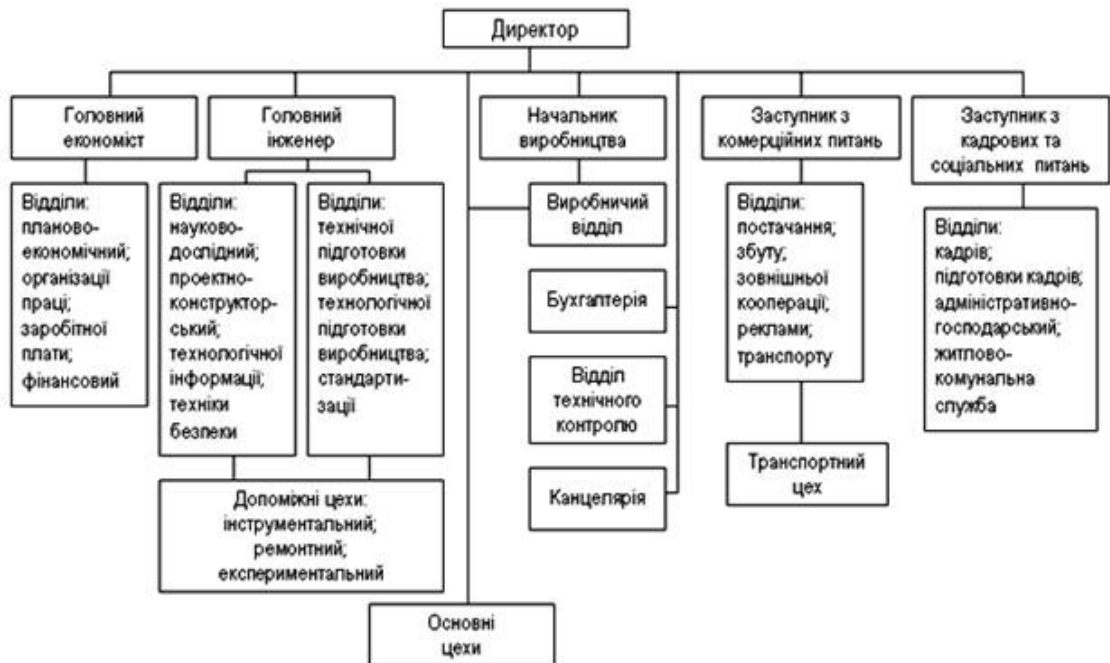 Директор
Головний
економіст
Головний
інженер
Начальник
виробництва
Заступник з
комерційних питань
Заступник з
кадрових та
соціальних питань
Відділи:
планово-
економічний;
організації
праці;
заробітної
плати;
фінансовий
Відділи:
науково-
дослідний;
проектно-
конструктор-
ський;
технологічної
інформації;
техніки
безпеки
Відділи:
технічної
підготовки
виробництва;
технологічної
підготовки
виробництва;
стандарти-
зації
Виробничий
відділ
Бухгалтерія
Відділ
технічного
контролю
Канцелярія
Відділи:
постачання;
збуту;
зовнішньої
кооперації;
реклами;
транспорту
Відділи:
кадрів;
підготовки кадрів;
адміністративно-
господарський;
житлово-
комунальна
служба
Транспортний
цех
Допоміжні цехи:
інструментальний;
ремонтний;
експериментальний
Основні
цехи